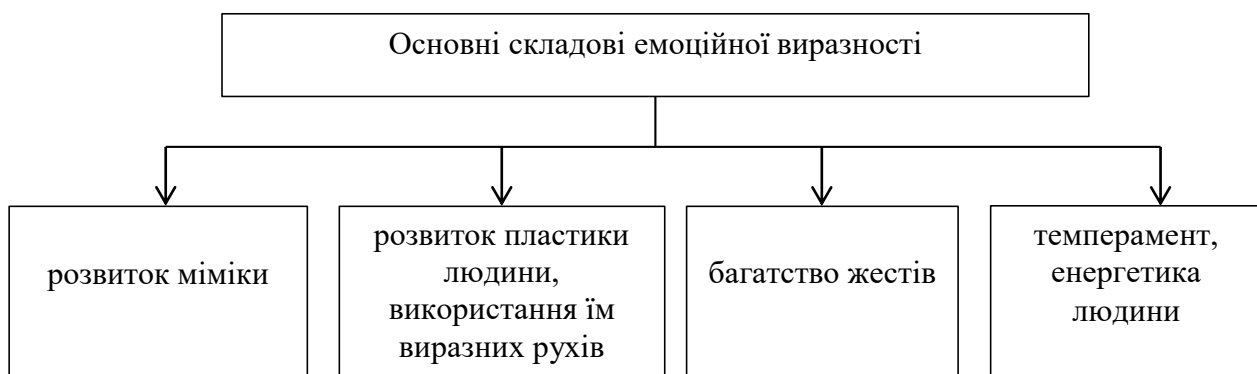 Основні складові емоційної виразності
розвиток міміки
розвиток пластики
людини,
використання їм
виразних рухів
багатство жестів
темперамент,
енергетика
людини